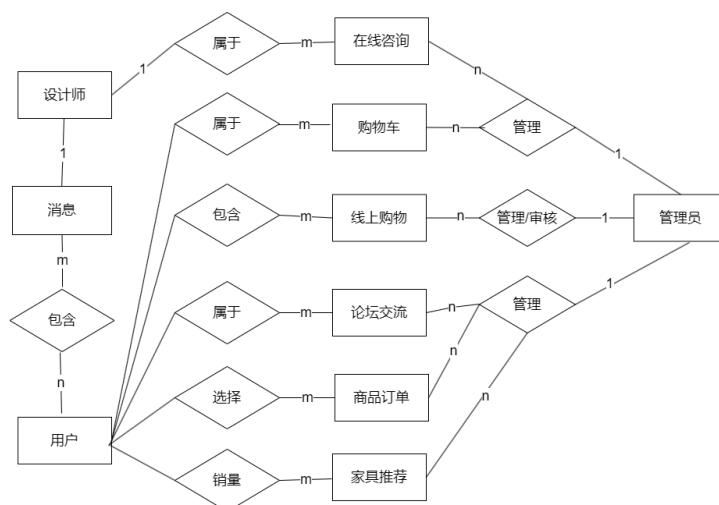 属于
m
在线咨询
1
n
设计师
属于
m
购物车
n
管理
1
1
消息
包含
m
线上购物
n
管理/审核
1
管理员
m
包含
属于
m
论坛交流
n
管理
1
n
n
选择
m
商品订单
n
用户
销量
m
家具推荐